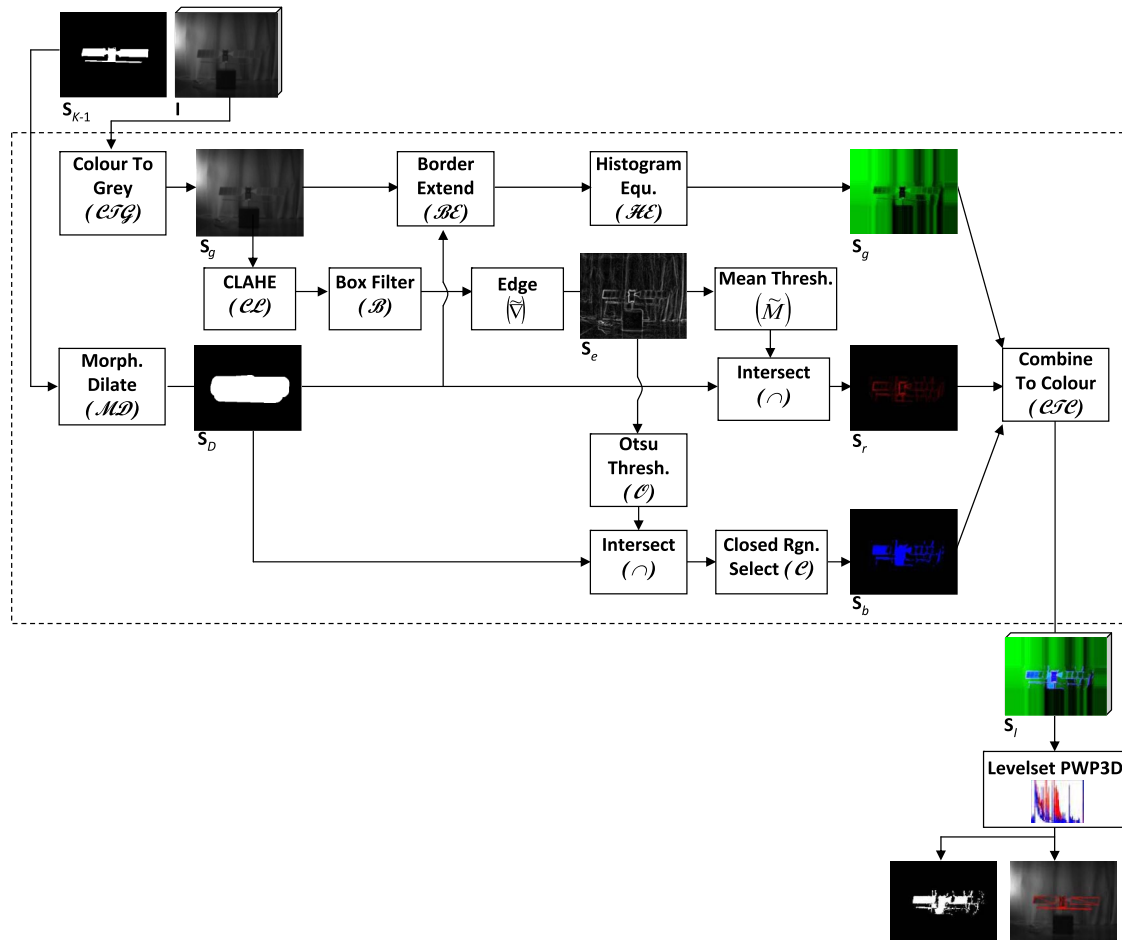 S_K-1
I
Colour To
Grey
(CTG)
S_g
Border
Extend
(BE)
Histogram
Equ.
(HE)
S_g
CLAHE
(CL)
Box Filter
(B)
Edge
(∇̃)
S_e
Mean Thresh.
(M̃)
Morph.
Dilate
(MD)
S_D
Intersect
(∩)
S_r
Combine
To Colour
(CTC)
Otsu
Thresh.
(O)
Intersect
(∩)
Closed Rgn.
Select (C)
S_b
S_I
Levelset PWP3D